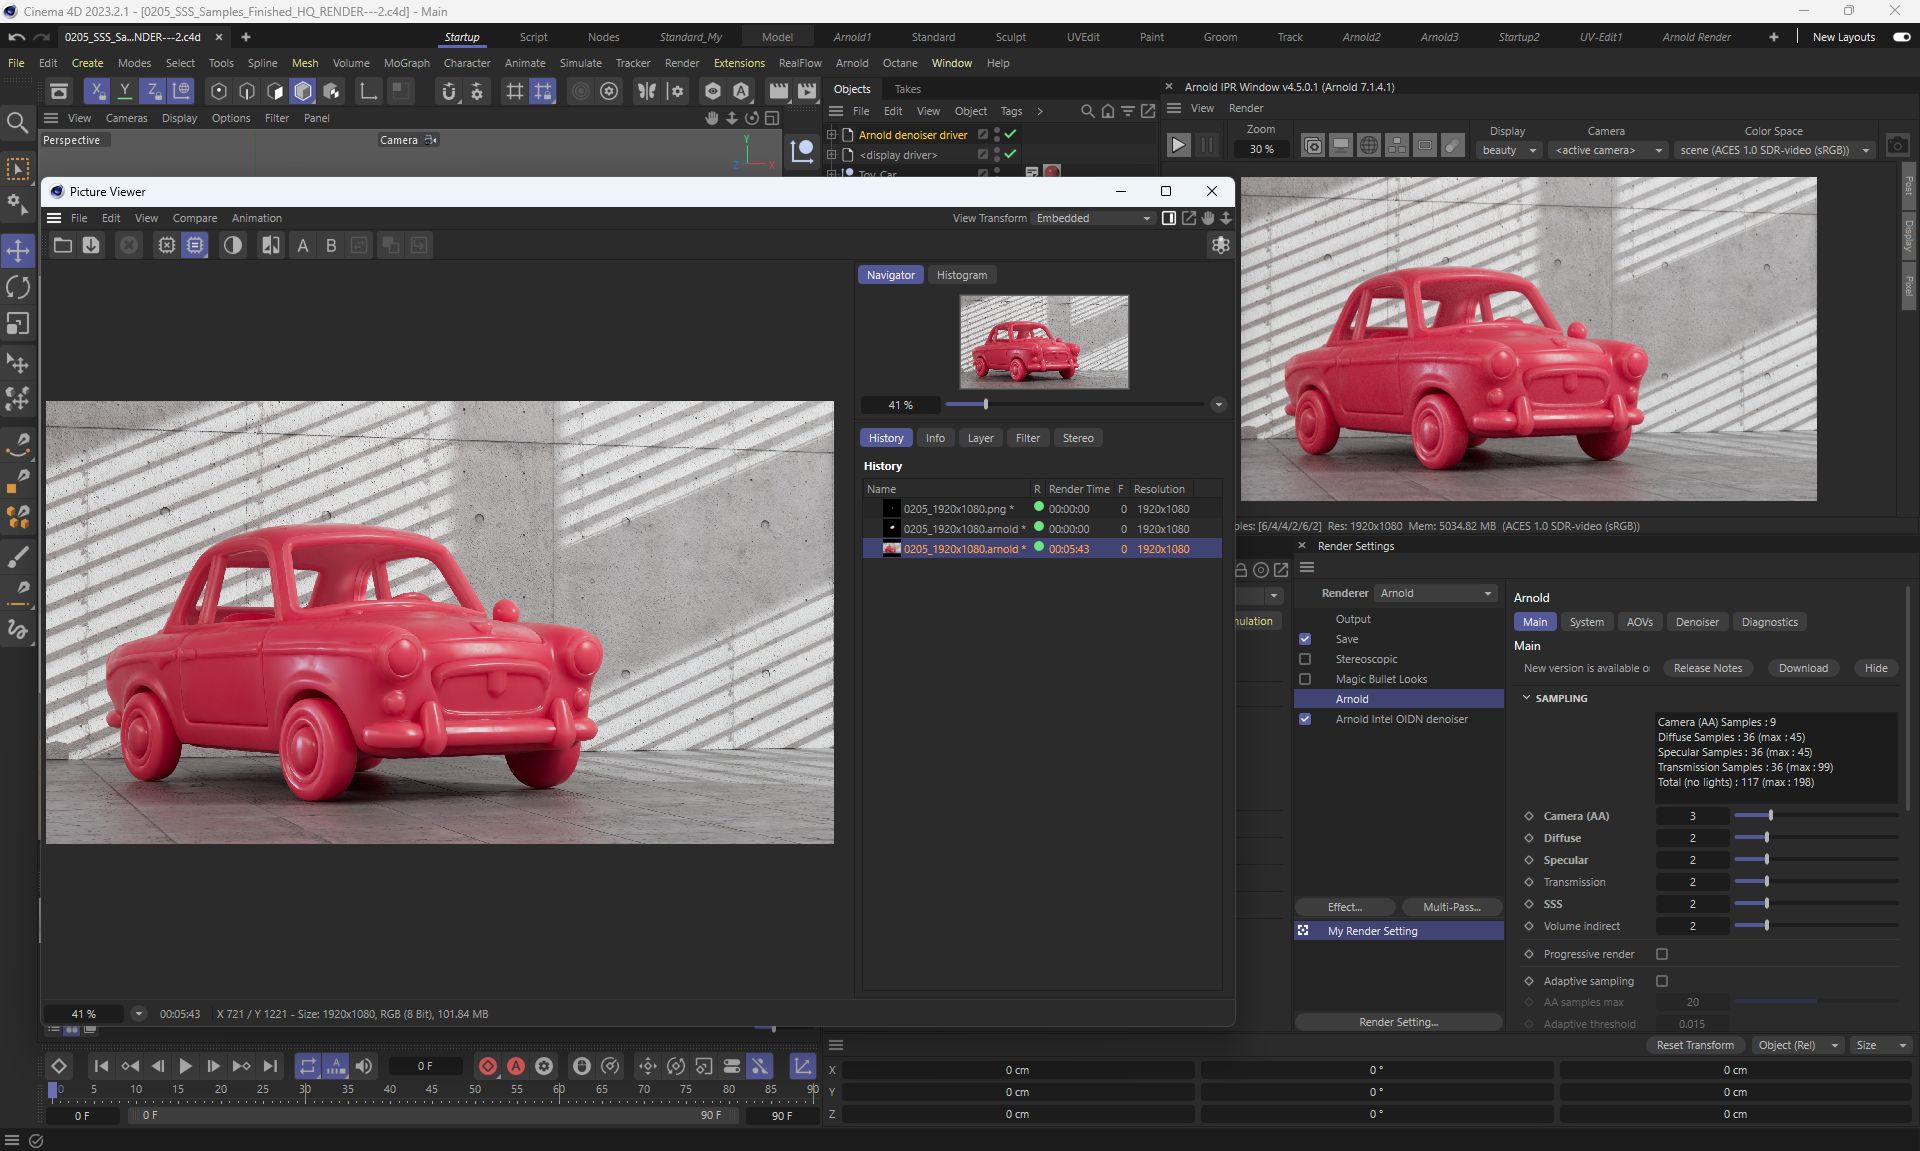 Cinema 4D 2023.2.1 - [0205_SSS_Samples_Finished_HQ_RENDER---2.c4d] - Main
0205_SSS_Sa...NDER---2.c4d
Startup Script Nodes Standard_My Model Arnold1 Standard Sculpt UVEdit Paint Groom Track Arnold2 Arnold3 Startup2 UV-Edit1 Arnold Render New Layouts
File Edit Create Modes Select Tools Spline Mesh Volume MoGraph Character Animate Simulate Tracker Render Extensions RealFlow Arnold Octane Window Help
X Y Z
Objects Takes
Arnold IPR Window v4.5.0.1 (Arnold 7.1.4.1)
View Cameras Display Options Filter Panel
File Edit View Object Tags
View Render
Perspective
Camera
Y
Z X
Arnold denoiser driver
<display driver>
Toy_Car
Zoom
30 %
Display
beauty
Camera
<active camera>
Color Space
scene (ACES 1.0 SDR-video (sRGB))
Post
Display
Pixel
Picture Viewer
File Edit View Compare Animation
View Transform Embedded
A B
Navigator Histogram
41 %
History Info Layer Filter Stereo
History
Name R Render Time F Resolution
0205_1920x1080.png * 00:00:00 0 1920x1080
0205_1920x1080.arnold * 00:00:00 0 1920x1080
0205_1920x1080.arnold * 00:05:43 0 1920x1080
41 % 00:05:43 X 721 / Y 1221 - Size: 1920x1080, RGB (8 Bit), 101.84 MB
ples: [6/4/4/2/6/2] Res: 1920x1080 Mem: 5034.82 MB (ACES 1.0 SDR-video (sRGB))
Render Settings
mulation
Renderer Arnold
Output
Save
Stereoscopic
Magic Bullet Looks
Arnold
Arnold Intel OIDN denoiser
Effect... Multi-Pass...
My Render Setting
Render Setting...
Arnold
Main System AOVs Denoiser Diagnostics
Main
New version is available o Release Notes Download Hide
SAMPLING
Camera (AA) Samples : 9
Diffuse Samples : 36 (max : 45)
Specular Samples : 36 (max : 45)
Transmission Samples : 36 (max : 99)
Total (no lights) : 117 (max : 198)
Camera (AA) 3
Diffuse 2
Specular 2
Transmission 2
SSS 2
Volume indirect 2
Progressive render
Adaptive sampling
AA samples max 20
Adaptive threshold 0.015
0 F
0 5 10 15 20 25 30 35 40 45 50 55 60 65 70 75 80 85 90
0 F 0 F 90 F 90 F
Reset Transform Object (Rel) Size
X 0 cm 0 ° 0 cm
Y 0 cm 0 ° 0 cm
Z 0 cm 0 ° 0 cm